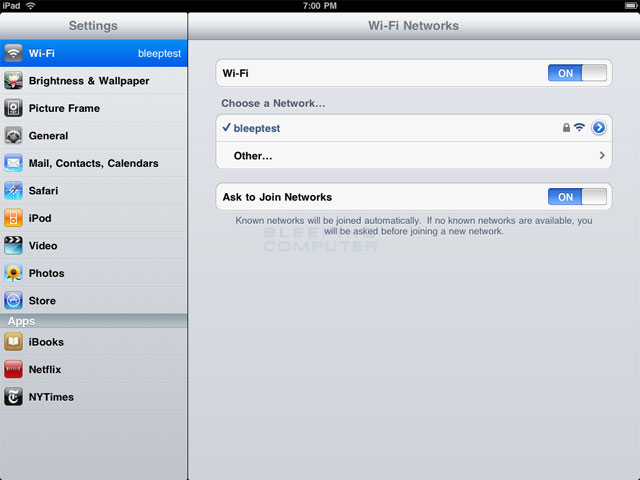 iPad
7:00 PM
Settings
Wi-Fi Networks
Wi-Fi
bleeptest
Brightness & Wallpaper
Picture Frame
General
Mail, Contacts, Calendars
Safari
iPod
Video
Photos
Store
Apps
iBooks
Netflix
NYTimes
Wi-Fi
ON
Choose a Network...
bleeptest
Other...
Ask to Join Networks
ON
Known networks will be joined automatically. If no known networks are available, you
will be asked before joining a new network.
BLEEPING
COMPUTER